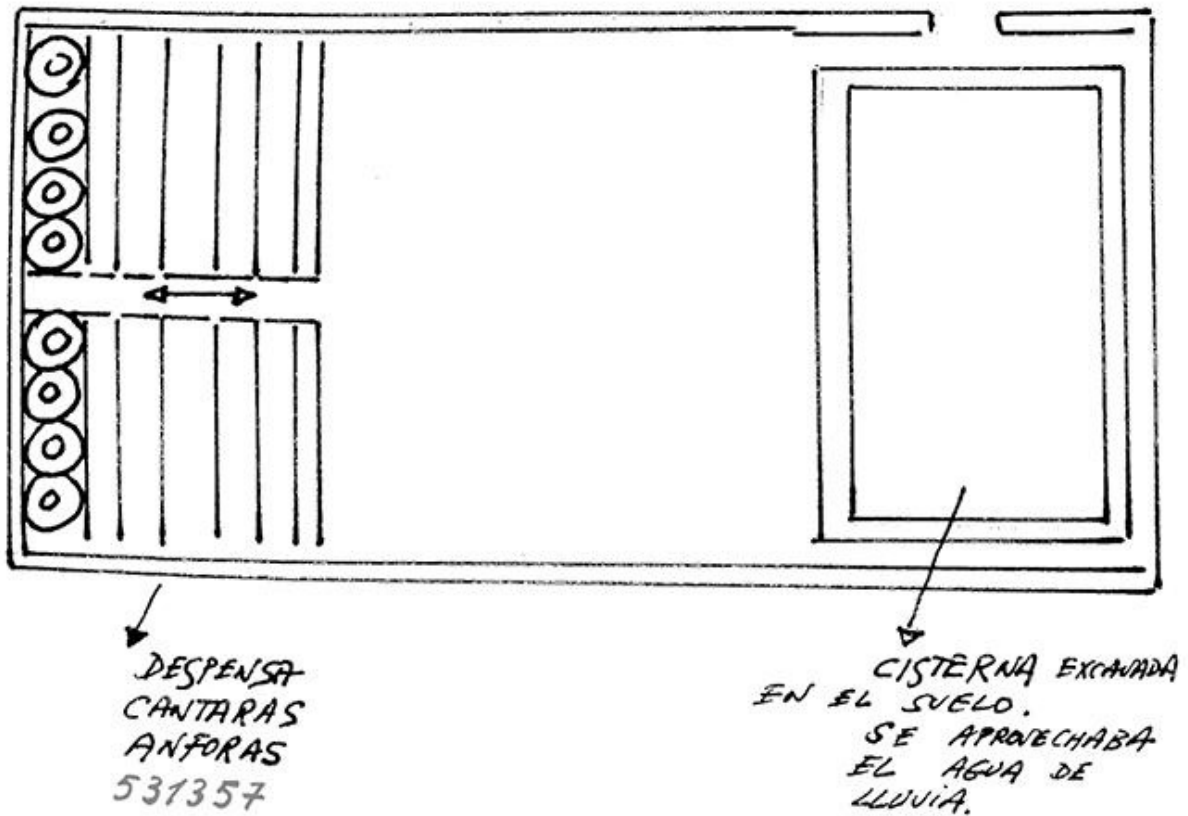 DESPENSA
CANTARAS
ANFORAS
531357
CISTERNA EXCAVADA
EN EL SUELO.
SE APROVECHABA
EL AGUA DE
LLUVIA.